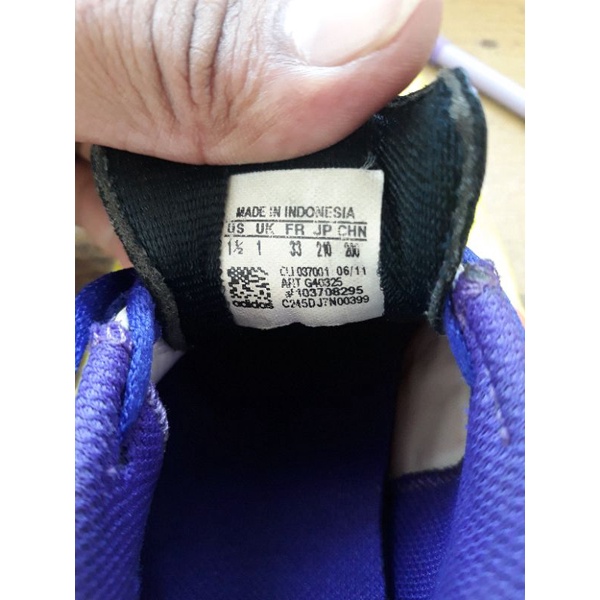 MADE IN INDONESIA
US UK FR JP CHN
1½ 1 33 210 200
CLU 037001 06/11
ART G40325
#103708295
adidas C245DJ7N00399